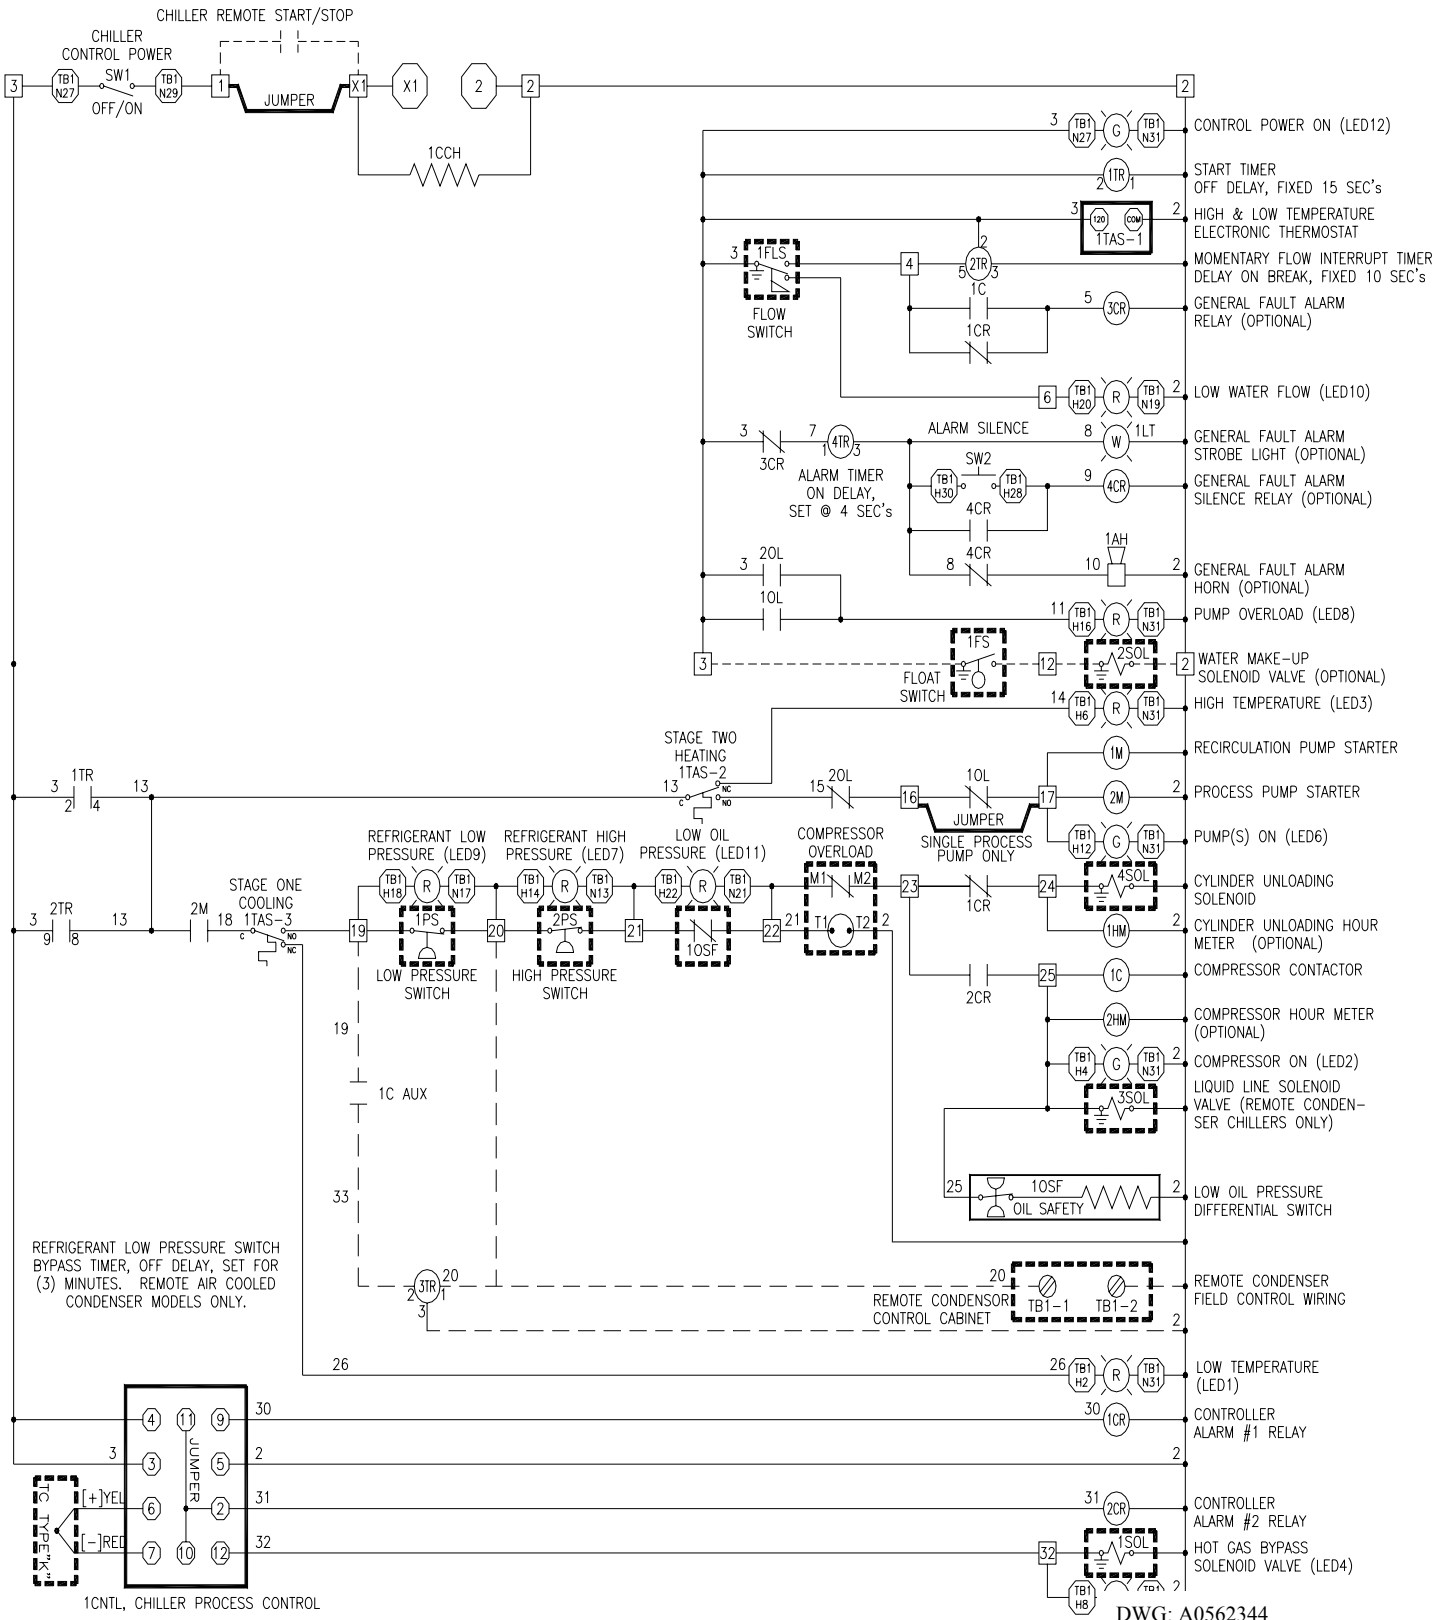 CHILLER REMOTE START/STOP
CHILLER
CONTROL POWER
3
TB1
N27
SW1
OFF/ON
TB1
N29
1
JUMPER
X1
X1
2
2
2
1CCH
3
TB1
N27
G
TB1
N31
CONTROL POWER ON (LED12)
2
1TR
1
START TIMER
OFF DELAY, FIXED 15 SEC's
3
120
COM
1TAS-1
2
HIGH & LOW TEMPERATURE
ELECTRONIC THERMOSTAT
3
1FLS
FLOW
SWITCH
4
2
5
2TR
3
MOMENTARY FLOW INTERRUPT TIMER
DELAY ON BREAK, FIXED 10 SEC's
1C
1CR
5
3CR
GENERAL FAULT ALARM
RELAY (OPTIONAL)
6
TB1
H20
R
TB1
N19
2
LOW WATER FLOW (LED10)
3
3CR
7
1
4TR
3
ALARM TIMER
ON DELAY,
SET @ 4 SEC's
ALARM SILENCE
8
W
1LT
GENERAL FAULT ALARM
STROBE LIGHT (OPTIONAL)
TB1
H30
SW2
TB1
H28
9
4CR
GENERAL FAULT ALARM
SILENCE RELAY (OPTIONAL)
4CR
8
4CR
10
1AH
2
GENERAL FAULT ALARM
HORN (OPTIONAL)
3
2OL
1OL
11
TB1
H16
R
TB1
N31
PUMP OVERLOAD (LED8)
3
1FS
FLOAT
SWITCH
12
2SOL
2
WATER MAKE-UP
SOLENOID VALVE (OPTIONAL)
14
TB1
H6
R
TB1
N31
HIGH TEMPERATURE (LED3)
1M
RECIRCULATION PUMP STARTER
3
1TR
2
4
13
STAGE TWO
HEATING
1TAS-2
13
C
NC
NO
15
2OL
16
1OL
JUMPER
SINGLE PROCESS
PUMP ONLY
17
2M
2
PROCESS PUMP STARTER
TB1
H12
G
TB1
N31
PUMP(S) ON (LED6)
REFRIGERANT LOW
PRESSURE (LED9)
TB1
H18
R
TB1
N17
REFRIGERANT HIGH
PRESSURE (LED7)
TB1
H14
R
TB1
N13
LOW OIL
PRESSURE (LED11)
TB1
H22
R
TB1
N21
COMPRESSOR
OVERLOAD
M1
M2
23
1CR
24
4SOL
CYLINDER UNLOADING
SOLENOID
3
2TR
9
8
13
2M
18
STAGE ONE
COOLING
1TAS-3
C
NO
NC
19
1PS
LOW PRESSURE
SWITCH
20
2PS
HIGH PRESSURE
SWITCH
21
1OSF
22
21
T1
T2
2
1HM
2
CYLINDER UNLOADING HOUR
METER (OPTIONAL)
2CR
25
1C
COMPRESSOR CONTACTOR
19
2HM
COMPRESSOR HOUR METER
(OPTIONAL)
1C AUX
TB1
H4
G
TB1
N31
2
COMPRESSOR ON (LED2)
3SOL
LIQUID LINE SOLENOID
VALVE (REMOTE CONDEN-
SER CHILLERS ONLY)
33
25
1OSF
OIL SAFETY
2
LOW OIL PRESSURE
DIFFERENTIAL SWITCH
REFRIGERANT LOW PRESSURE SWITCH
BYPASS TIMER, OFF DELAY, SET FOR
(3) MINUTES. REMOTE AIR COOLED
CONDENSER MODELS ONLY.
2
3TR
1
3
20
20
REMOTE CONDENSOR
CONTROL CABINET
TB1-1
TB1-2
REMOTE CONDENSER
FIELD CONTROL WIRING
2
26
26
TB1
H2
R
TB1
N31
LOW TEMPERATURE
(LED1)
4
11
9
30
30
1CR
CONTROLLER
ALARM #1 RELAY
3
3
JUMPER
5
2
2
TC TYPE"K"
[+]YEL
6
2
31
31
2CR
CONTROLLER
ALARM #2 RELAY
[-]RED
7
10
12
32
32
1SOL
HOT GAS BYPASS
SOLENOID VALVE (LED4)
TB1
H8
TB1
2
1CNTL, CHILLER PROCESS CONTROL
DWG: A0562344